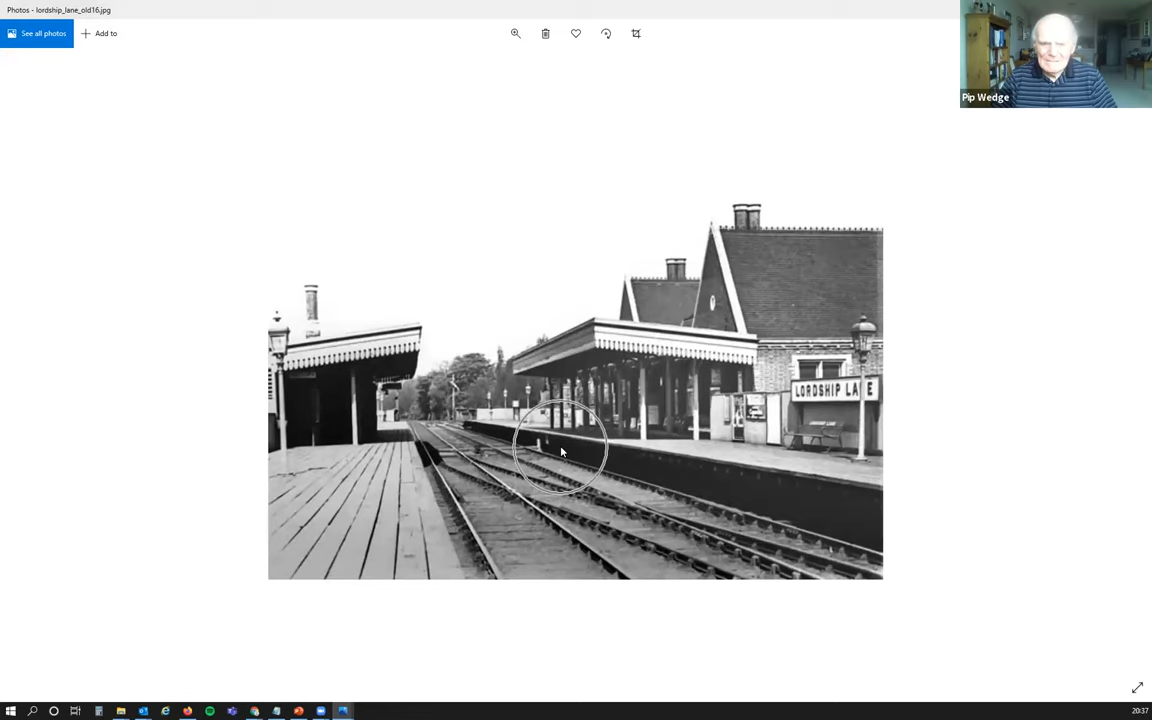 Photos - lordship_lane_old16.jpg
See all photos
Add to
Pip Wedge
LORDSHIP LANE
20:37